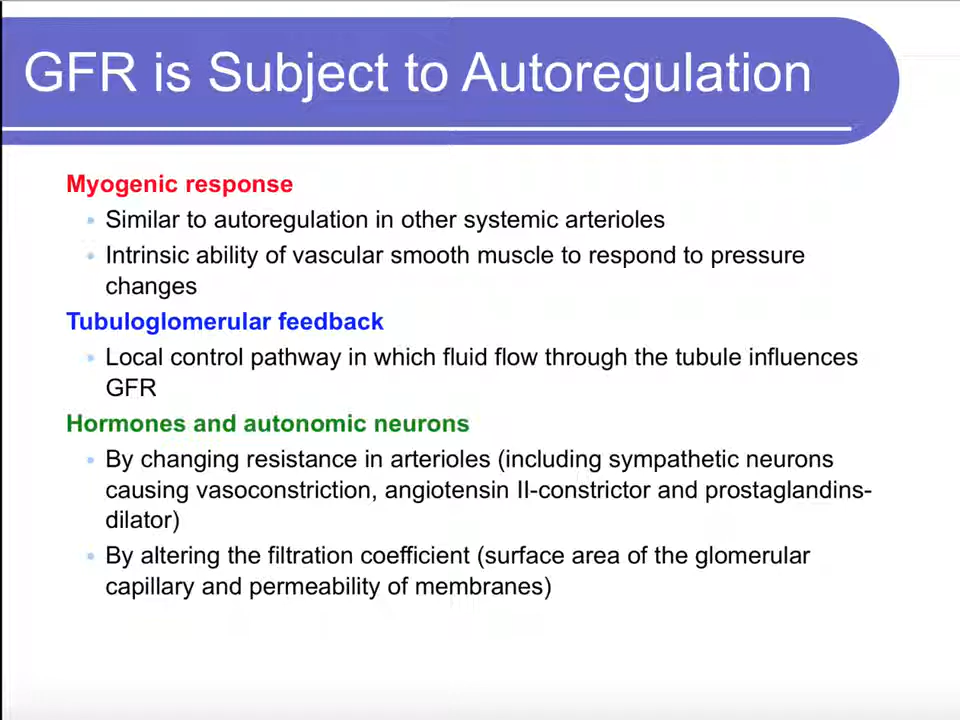 GFR is Subject to Autoregulation
Myogenic response
• Similar to autoregulation in other systemic arterioles
• Intrinsic ability of vascular smooth muscle to respond to pressure
changes
Tubuloglomerular feedback
• Local control pathway in which fluid flow through the tubule influences
GFR
Hormones and autonomic neurons
• By changing resistance in arterioles (including sympathetic neurons
causing vasoconstriction, angiotensin II-constrictor and prostaglandins-
dilator)
• By altering the filtration coefficient (surface area of the glomerular
capillary and permeability of membranes)